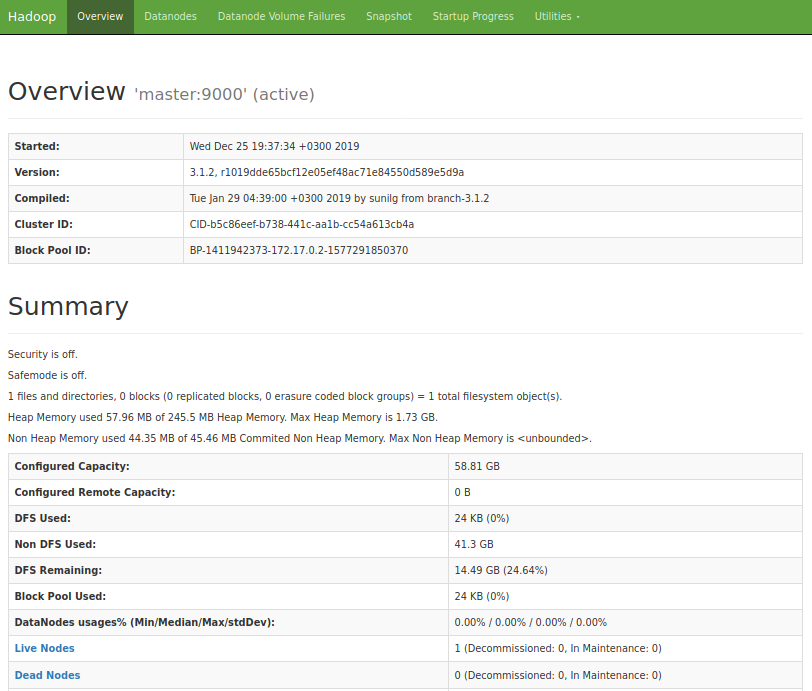 Hadoop Overview Datanodes Datanode Volume Failures Snapshot Startup Progress Utilities
Overview 'master:9000' (active)
Started: Wed Dec 25 19:37:34 +0300 2019
Version: 3.1.2, r1019dde65bcf12e05ef48ac71e84550d589e5d9a
Compiled: Tue Jan 29 04:39:00 +0300 2019 by sunilg from branch-3.1.2
Cluster ID: CID-b5c86eef-b738-441c-aa1b-cc54a613cb4a
Block Pool ID: BP-1411942373-172.17.0.2-1577291850370
Summary
Security is off.
Safemode is off.
1 files and directories, 0 blocks (0 replicated blocks, 0 erasure coded block groups) = 1 total filesystem object(s).
Heap Memory used 57.96 MB of 245.5 MB Heap Memory. Max Heap Memory is 1.73 GB.
Non Heap Memory used 44.35 MB of 45.46 MB Commited Non Heap Memory. Max Non Heap Memory is <unbounded>.
Configured Capacity: 58.81 GB
Configured Remote Capacity: 0 B
DFS Used: 24 KB (0%)
Non DFS Used: 41.3 GB
DFS Remaining: 14.49 GB (24.64%)
Block Pool Used: 24 KB (0%)
DataNodes usages% (Min/Median/Max/stdDev): 0.00% / 0.00% / 0.00% / 0.00%
Live Nodes 1 (Decommissioned: 0, In Maintenance: 0)
Dead Nodes 0 (Decommissioned: 0, In Maintenance: 0)